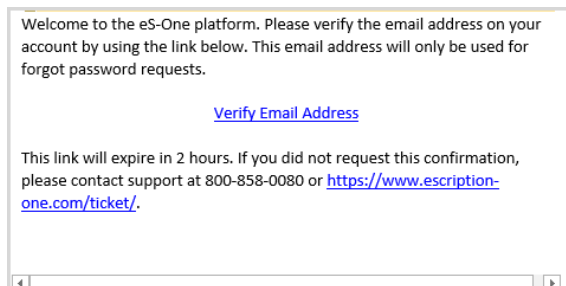 Welcome to the eS-One platform. Please verify the email address on your
account by using the link below. This email address will only be used for
forgot password requests.
Verify Email Address
This link will expire in 2 hours. If you did not request this confirmation,
please contact support at 800-858-0080 or https://www.escription-
one.com/ticket/.